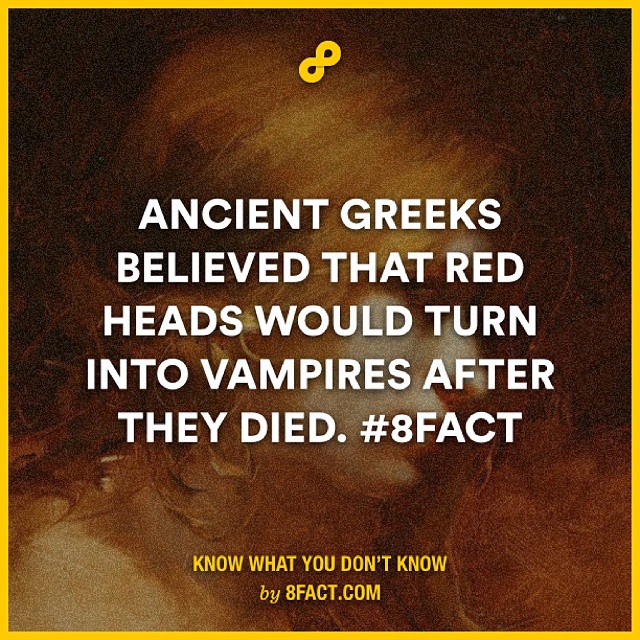 ANCIENT GREEKS
BELIEVED THAT RED
HEADS WOULD TURN
INTO VAMPIRES AFTER
THEY DIED. #8FACT
KNOW WHAT YOU DON'T KNOW
by 8FACT.COM